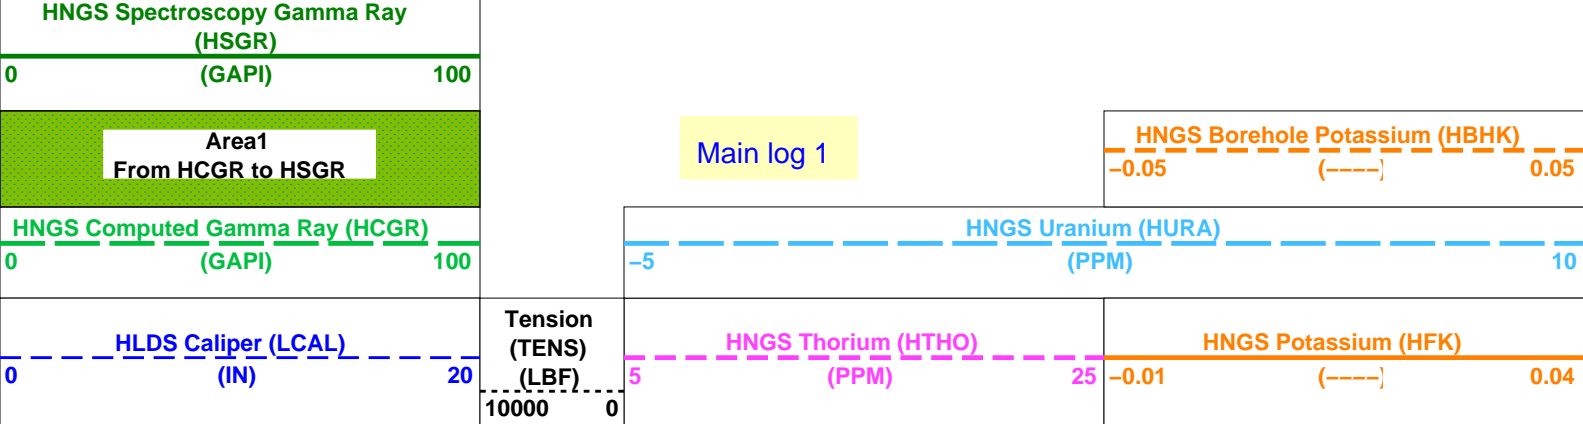 HNGS Spectroscopy Gamma Ray
(HSGR)
0 (GAPI) 100
Area1
From HCGR to HSGR
Main log 1
HNGS Borehole Potassium (HBHK)
−0.05 (−−−−) 0.05
HNGS Computed Gamma Ray (HCGR)
0 (GAPI) 100
HNGS Uranium (HURA)
−5 (PPM) 10
HLDS Caliper (LCAL)
0 (IN) 20
Tension
(TENS)
(LBF)
10000 0
HNGS Thorium (HTHO)
5 (PPM) 25
HNGS Potassium (HFK)
−0.01 (−−−−) 0.04